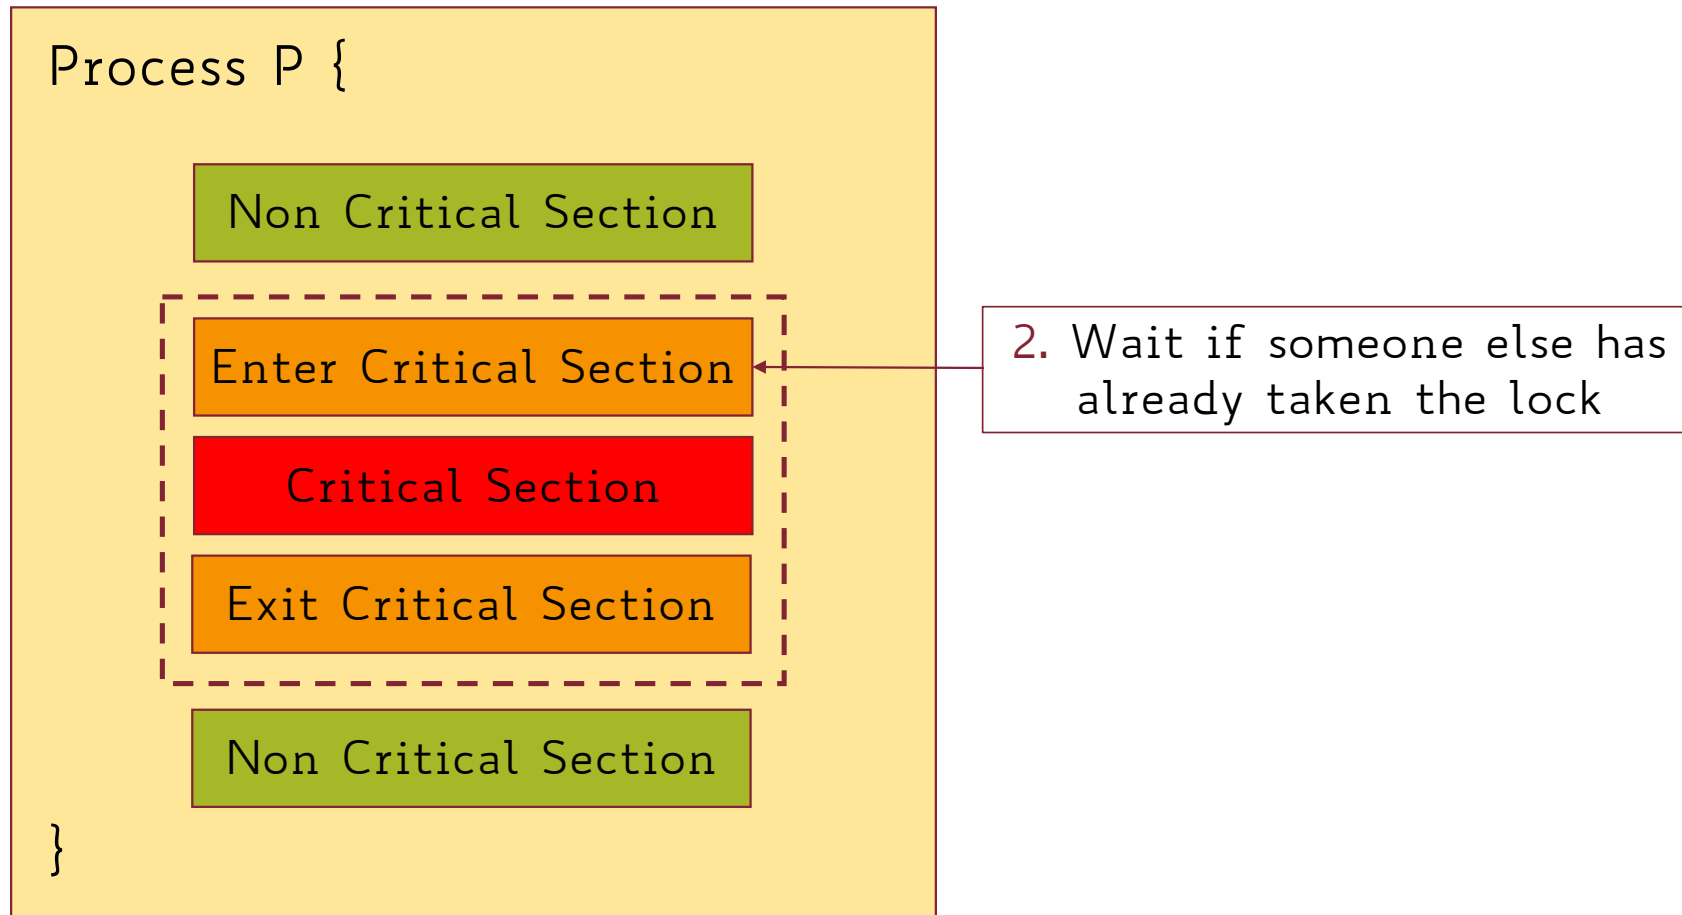 Process P {
Non Critical Section
Enter Critical Section
2. Wait if someone else has
already taken the lock
Critical Section
Exit Critical Section
Non Critical Section
}